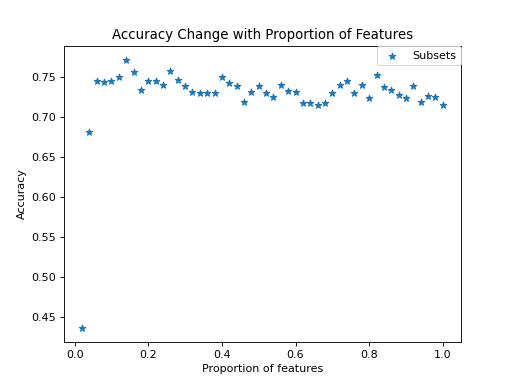 Accuracy Change with Proportion of Features
Subsets
0.75
0.70
0.65
0.60
0.55
0.50
0.45
Accuracy
0.0 0.2 0.4 0.6 0.8 1.0
Proportion of features